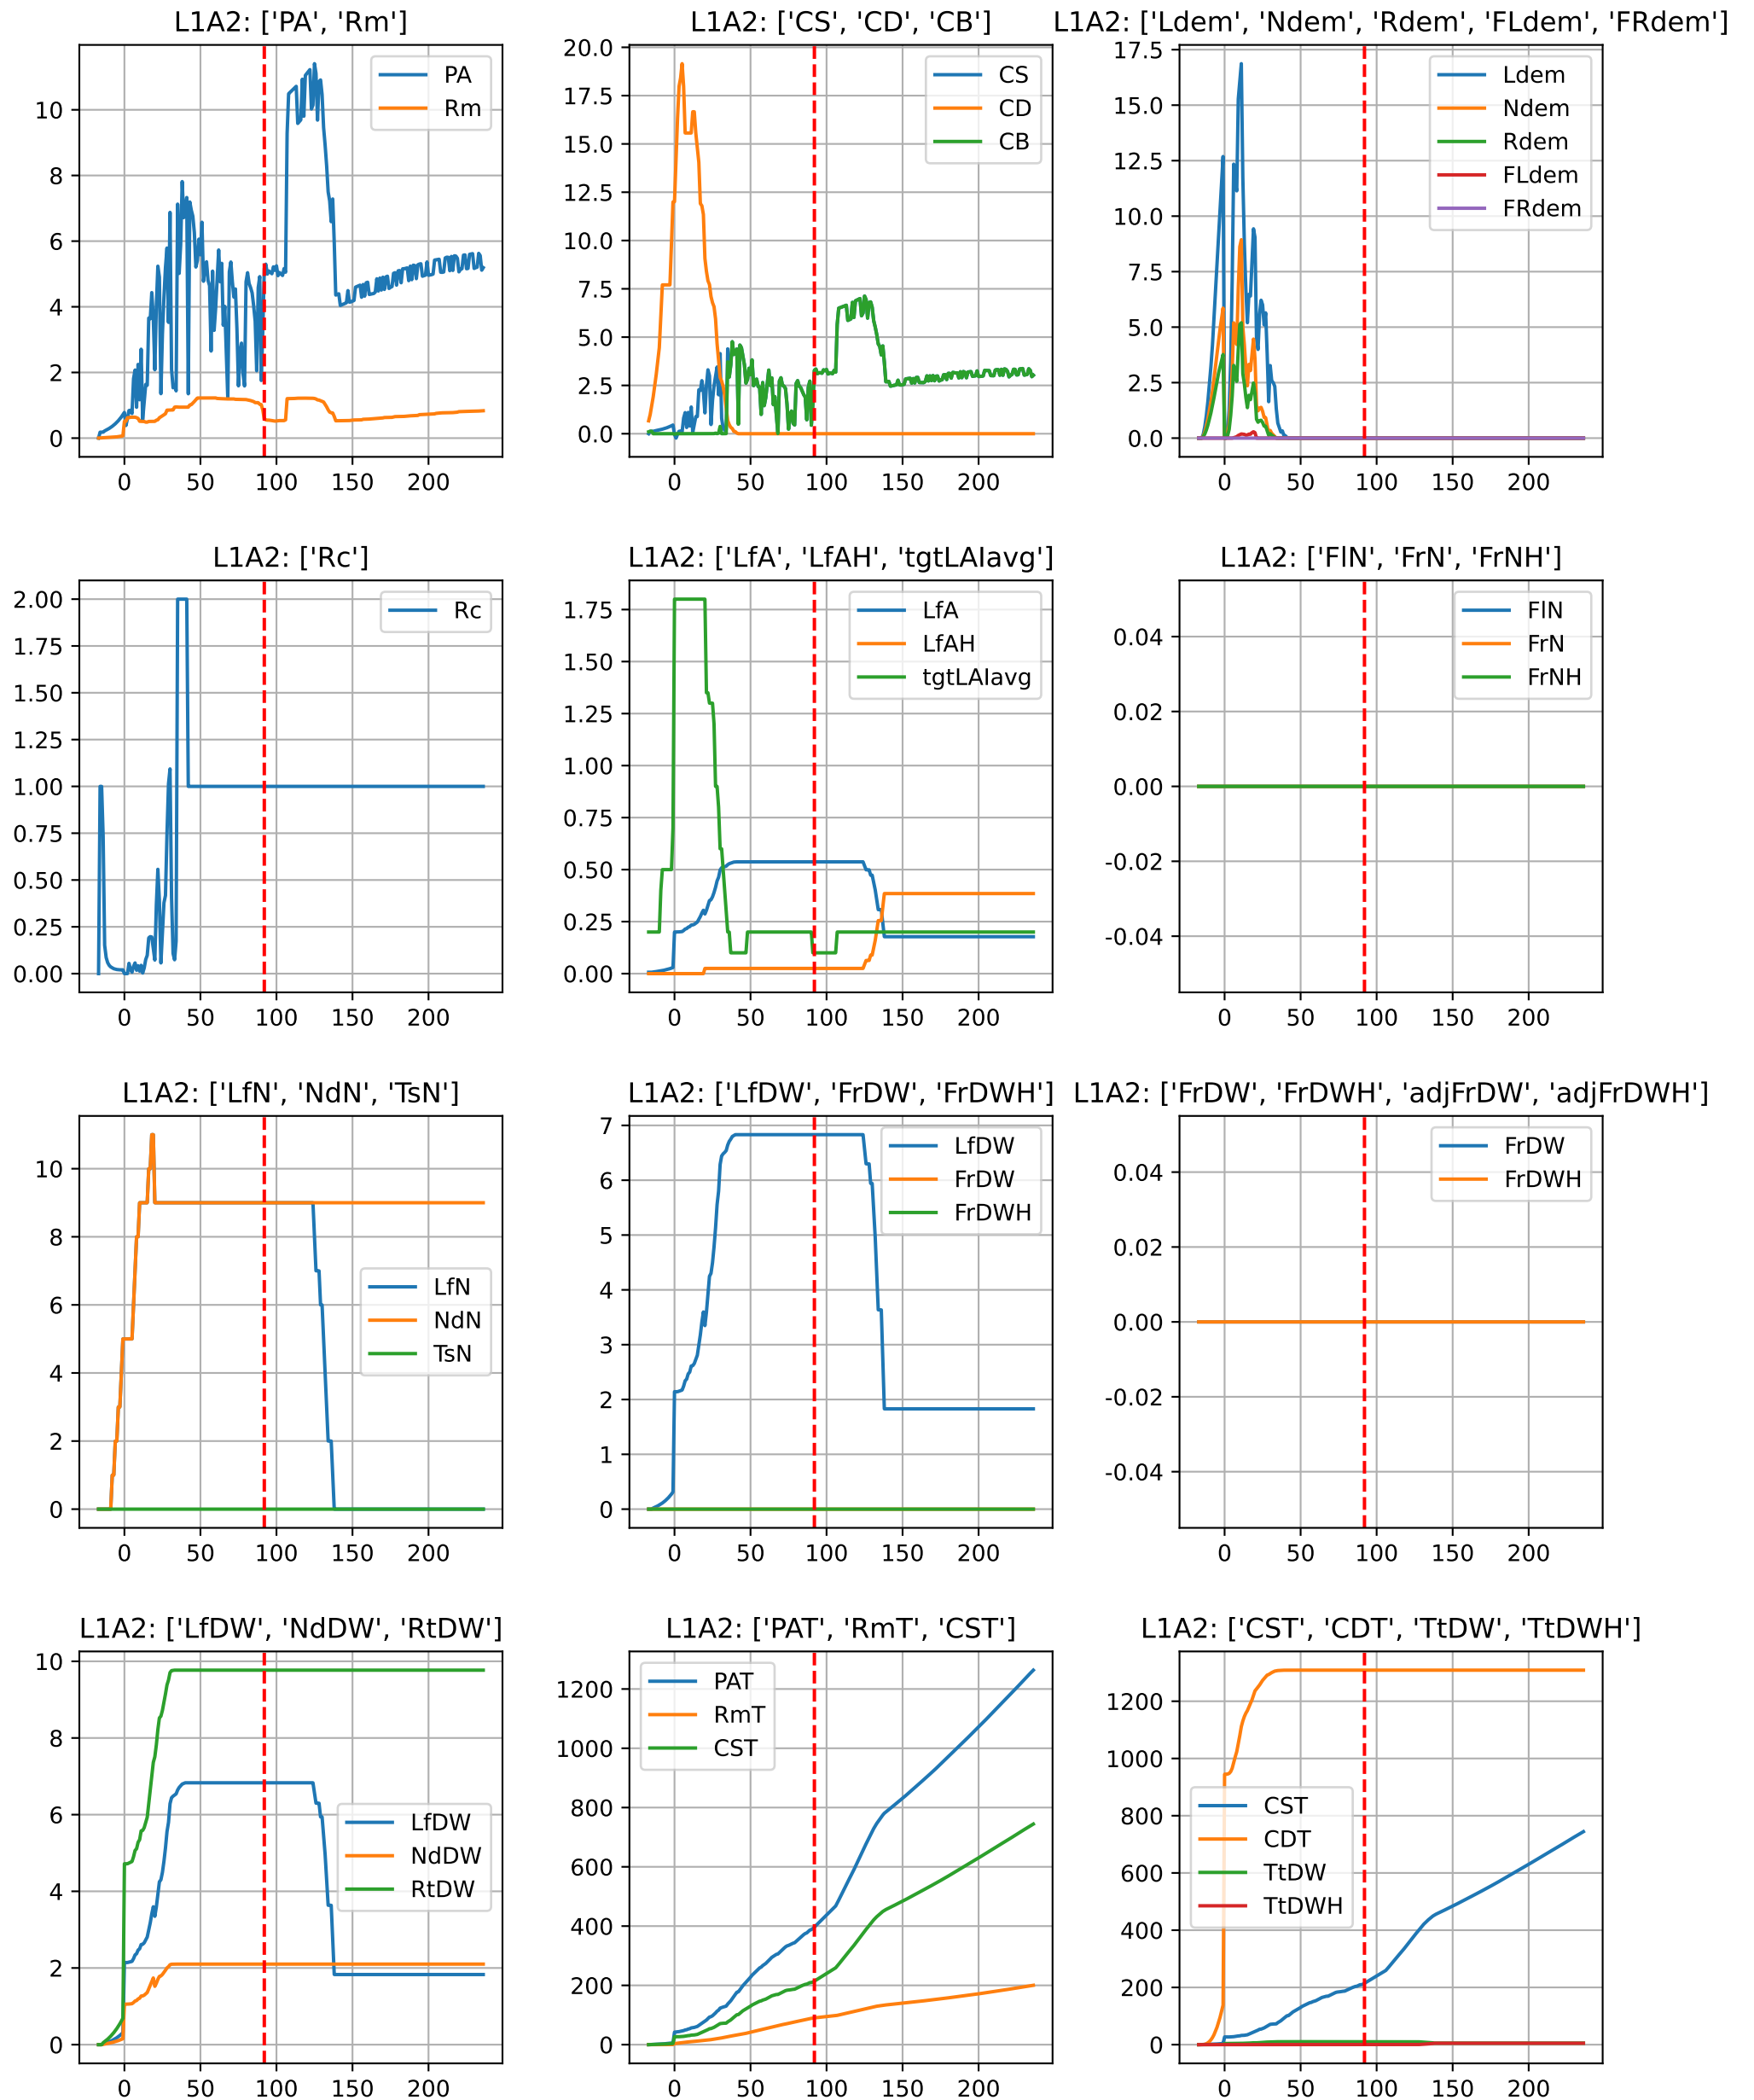 L1A2: ['PA', 'Rm']
PA
Rm
10
8
6
4
2
0
0 50 100 150 200
L1A2: ['CS', 'CD', 'CB']
CS
CD
CB
20.0
17.5
15.0
12.5
10.0
7.5
5.0
2.5
0.0
0 50 100 150 200
L1A2: ['Ldem', 'Ndem', 'Rdem', 'FLdem', 'FRdem']
Ldem
Ndem
Rdem
FLdem
FRdem
17.5
15.0
12.5
10.0
7.5
5.0
2.5
0.0
0 50 100 150 200
L1A2: ['Rc']
Rc
2.00
1.75
1.50
1.25
1.00
0.75
0.50
0.25
0.00
0 50 100 150 200
L1A2: ['LfA', 'LfAH', 'tgtLAIavg']
LfA
LfAH
tgtLAIavg
1.75
1.50
1.25
1.00
0.75
0.50
0.25
0.00
0 50 100 150 200
L1A2: ['FlN', 'FrN', 'FrNH']
FlN
FrN
FrNH
0.04
0.02
0.00
-0.02
-0.04
0 50 100 150 200
L1A2: ['LfN', 'NdN', 'TsN']
LfN
NdN
TsN
10
8
6
4
2
0
0 50 100 150 200
L1A2: ['LfDW', 'FrDW', 'FrDWH']
LfDW
FrDW
FrDWH
7
6
5
4
3
2
1
0
0 50 100 150 200
L1A2: ['FrDW', 'FrDWH', 'adjFrDW', 'adjFrDWH']
FrDW
FrDWH
0.04
0.02
0.00
-0.02
-0.04
0 50 100 150 200
L1A2: ['LfDW', 'NdDW', 'RtDW']
LfDW
NdDW
RtDW
10
8
6
4
2
0
0 50 100 150 200
L1A2: ['PAT', 'RmT', 'CST']
PAT
RmT
CST
1200
1000
800
600
400
200
0
0 50 100 150 200
L1A2: ['CST', 'CDT', 'TtDW', 'TtDWH']
CST
CDT
TtDW
TtDWH
1200
1000
800
600
400
200
0
0 50 100 150 200